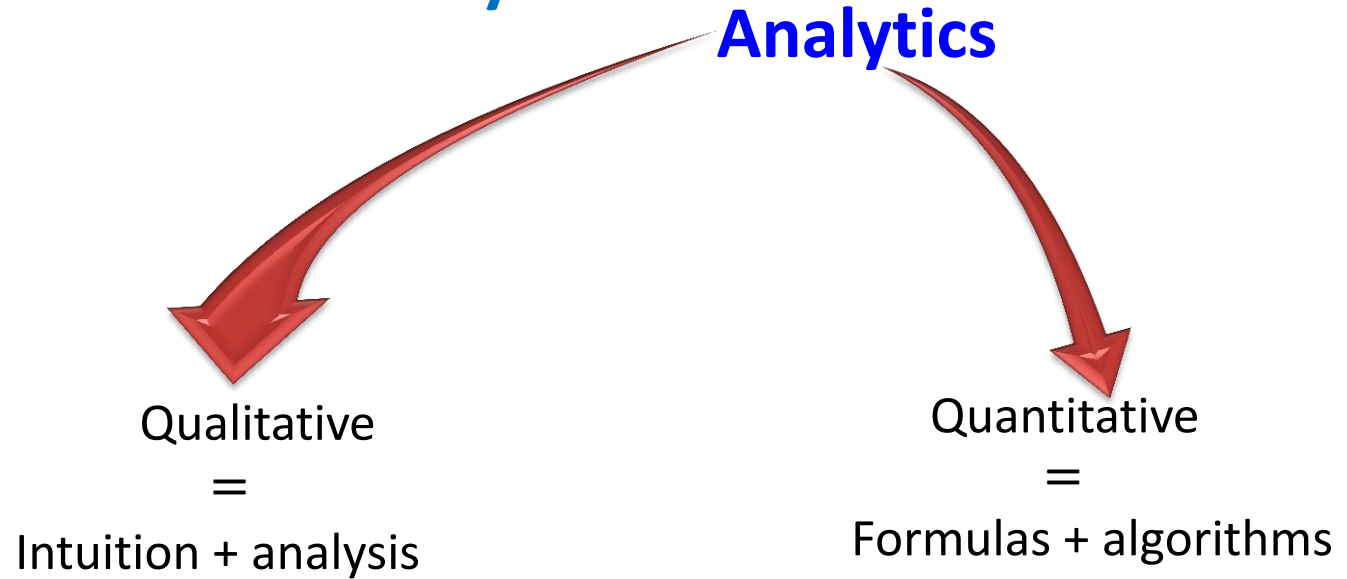 Analytics
Qualitative
=
Intuition + analysis
Quantitative
=
Formulas + algorithms